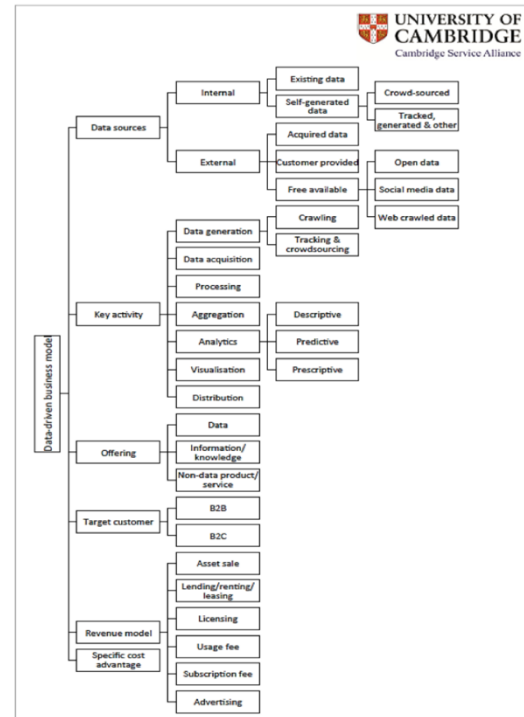 UNIVERSITY OF
CAMBRIDGE
Cambridge Service Alliance
Data-driven business model
Data sources
Internal
Existing data
Self-generated
data
Crowd-sourced
Tracked,
generated & other
External
Acquired data
Customer provided
Free available
Open data
Social media data
Web crawled data
Key activity
Data generation
Crawling
Tracking &
crowdsourcing
Data acquisition
Processing
Aggregation
Analytics
Descriptive
Predictive
Prescriptive
Visualisation
Distribution
Offering
Data
Information/
knowledge
Non-data product/
service
Target customer
B2B
B2C
Revenue model
Asset sale
Lending/renting/
leasing
Licensing
Usage fee
Subscription fee
Advertising
Specific cost
advantage